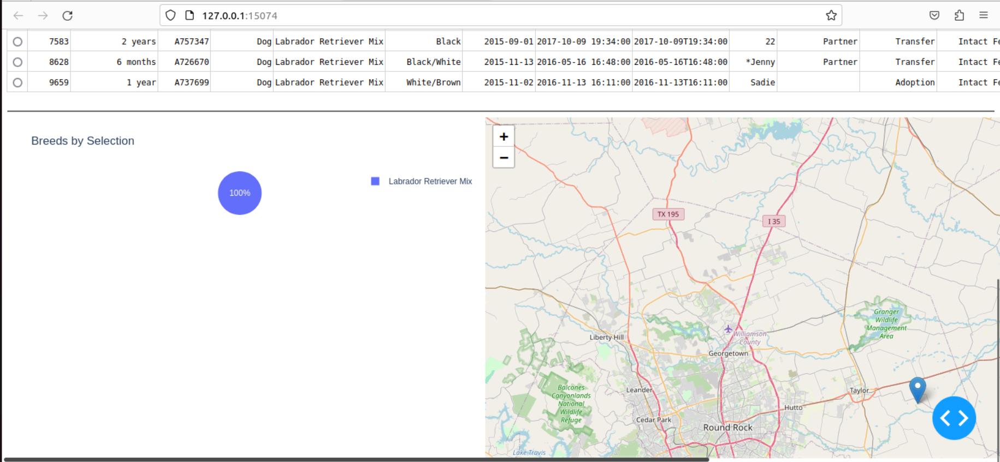 127.0.0.1:15074
7583 2 years A757347 Dog Labrador Retriever Mix Black 2015-09-01 2017-10-09 19:34:00 2017-10-09T19:34:00 22 Partner Transfer Intact Fe
8628 6 months A726670 Dog Labrador Retriever Mix Black/White 2015-11-13 2016-05-16 16:48:00 2016-05-16T16:48:00 *Jenny Partner Transfer Intact Fe
9659 1 year A737699 Dog Labrador Retriever Mix White/Brown 2015-11-02 2016-11-13 16:11:00 2016-11-13T16:11:00 Sadie Adoption Intact Fe
Breeds by Selection
100%
Labrador Retriever Mix
+
−
TX 195
I 35
Granger
Wildlife
Management
Area
Liberty Hill
Williamson
County
Georgetown
Balcones
Canyonlands
National
Wildlife
Refuge
Leander
Taylor
Hutto
Cedar Park
Round Rock
Lake Travis